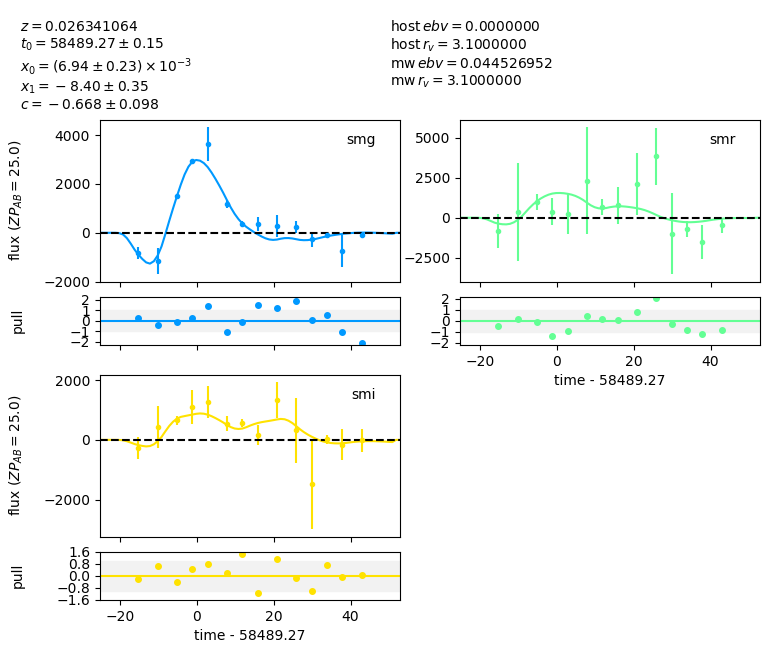 z = 0.026341064
t₀ = 58489.27 ± 0.15
x₀ = (6.94 ± 0.23) × 10⁻³
x₁ = −8.40 ± 0.35
c = −0.668 ± 0.098
host ebv = 0.0000000
host r_v = 3.1000000
mw ebv = 0.044526952
mw r_v = 3.1000000
smg
flux (ZP_AB = 25.0)
4000
2000
0
−2000
pull
2
1
0
−1
−2
smr
5000
2500
0
−2500
2
1
0
−1
−2
−20
0
20
40
time - 58489.27
smi
flux (ZP_AB = 25.0)
2000
0
−2000
pull
1.6
0.8
0.0
−0.8
−1.6
−20
0
20
40
time - 58489.27